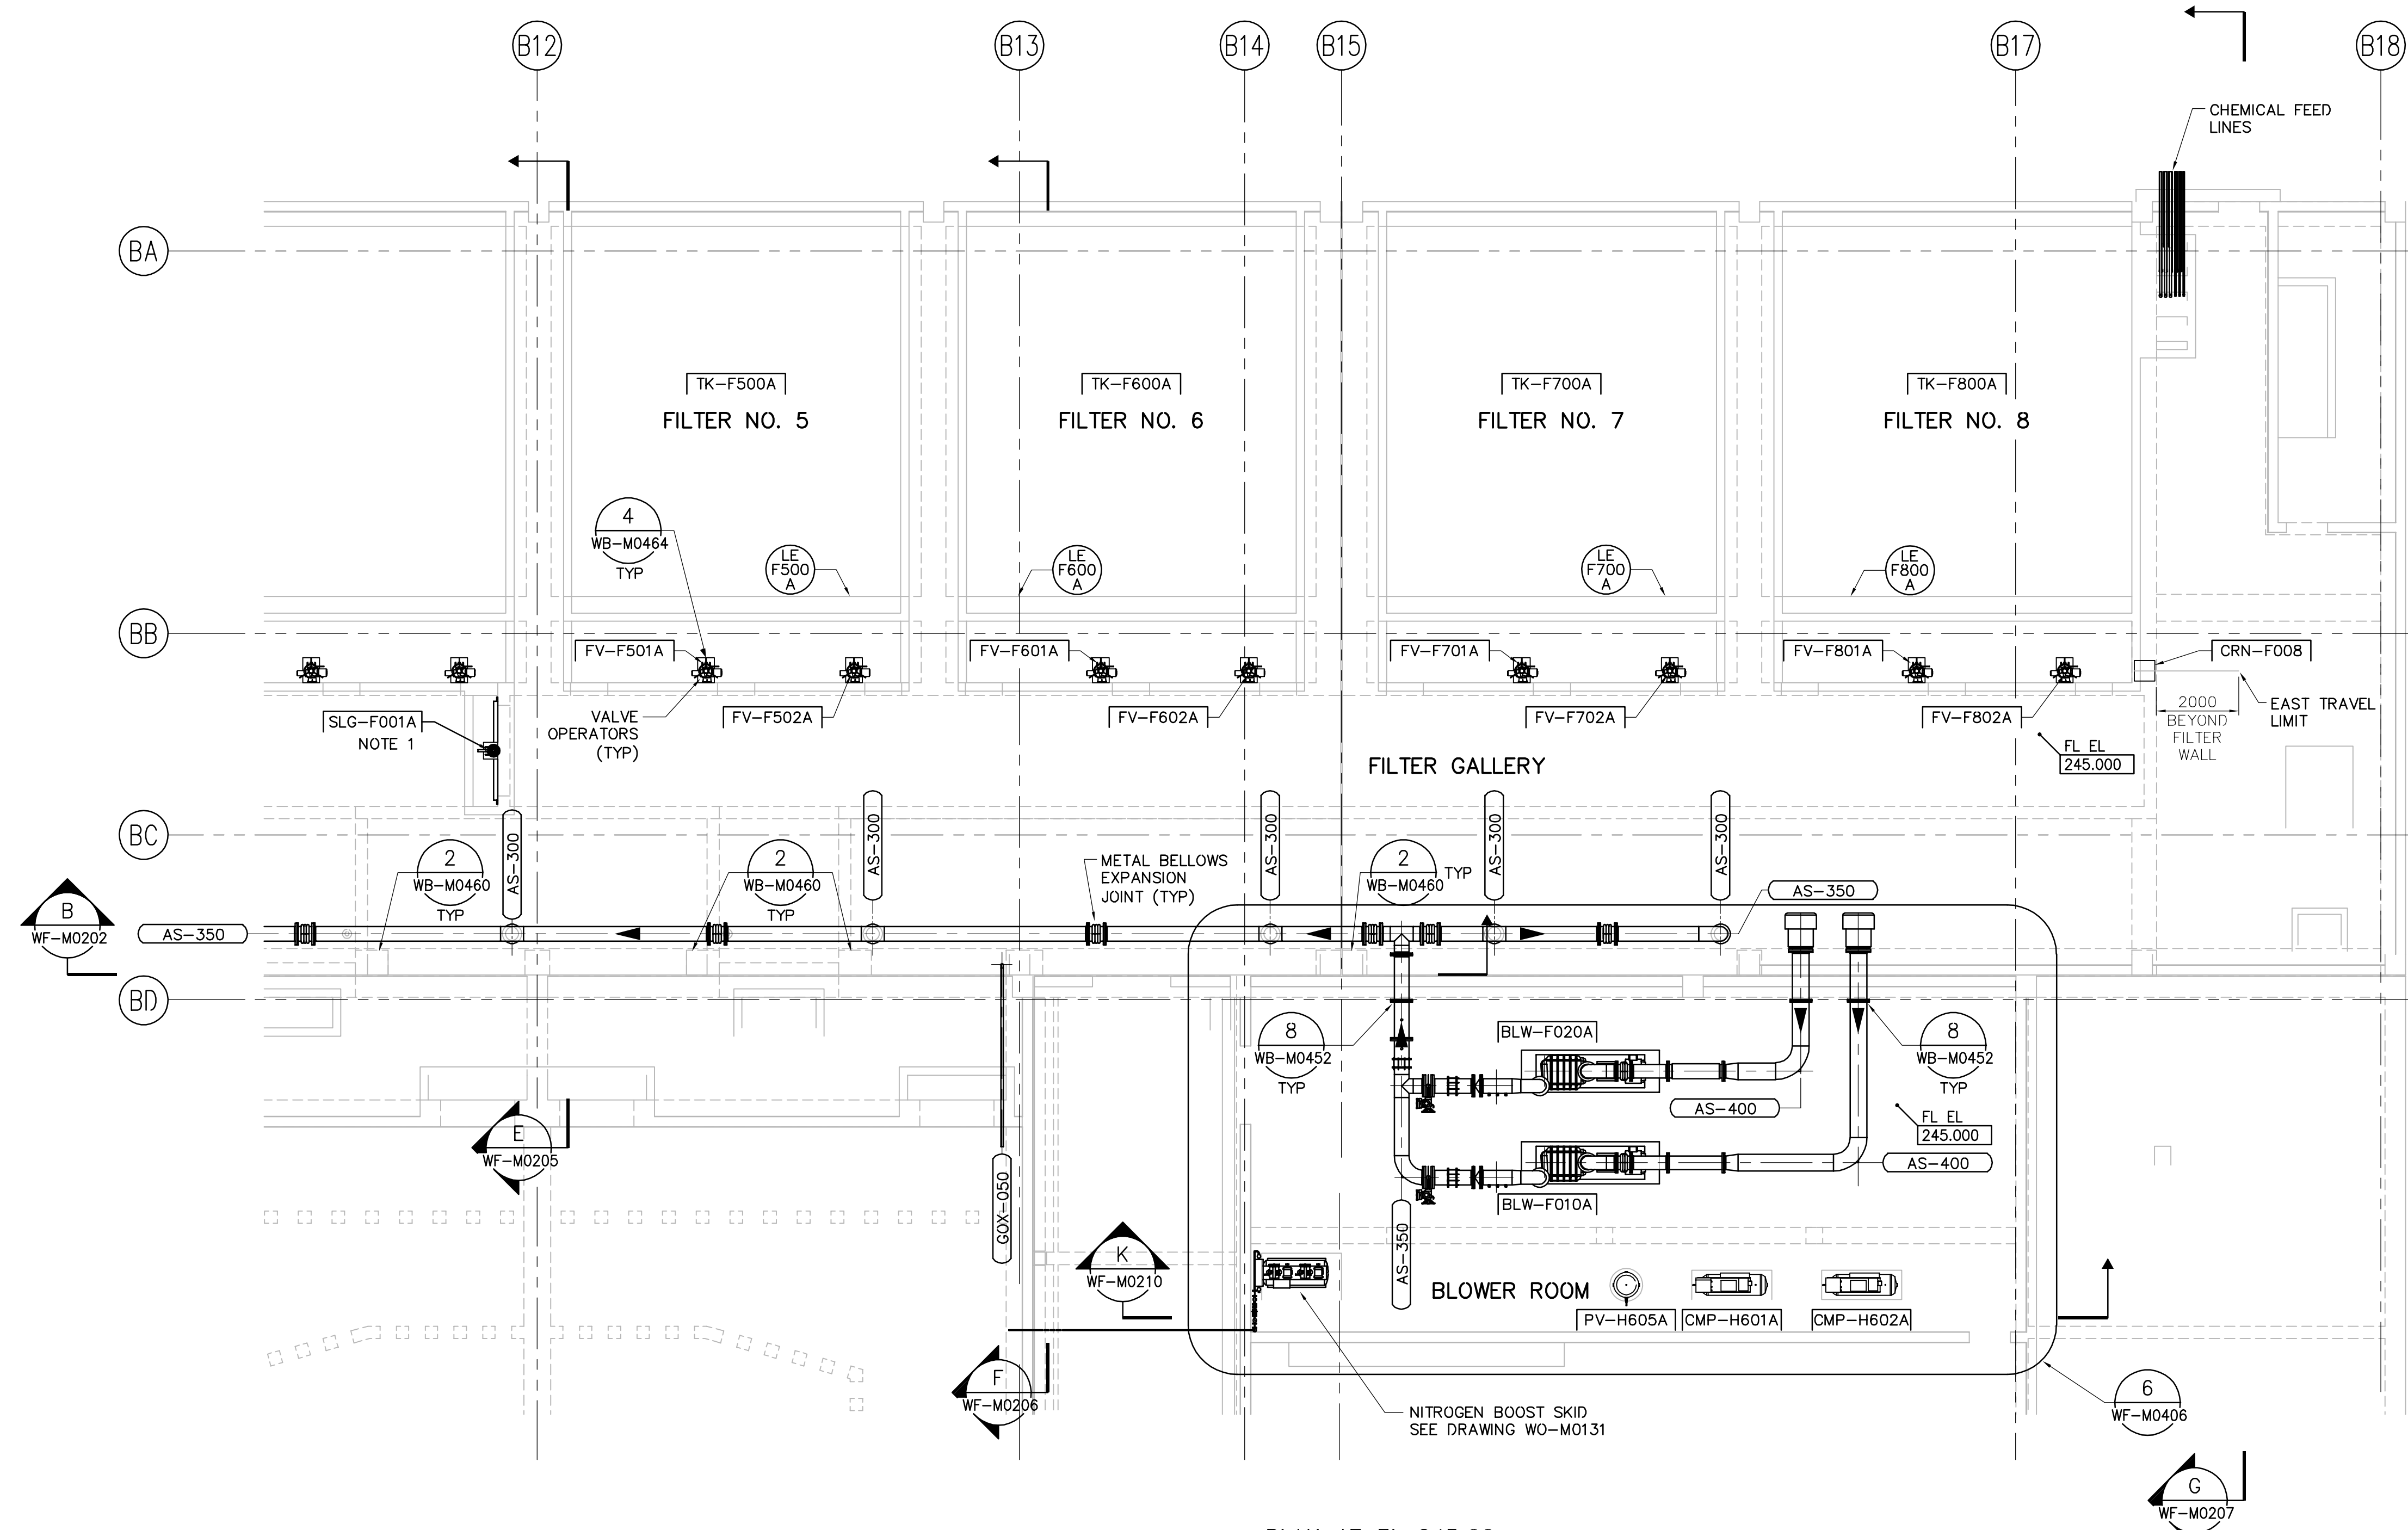 B12
B13
B14
B15
B17
B18
CHEMICAL FEED
LINES
BA
TK-F500A
FILTER NO. 5
TK-F600A
FILTER NO. 6
TK-F700A
FILTER NO. 7
TK-F800A
FILTER NO. 8
4
WB-M0464
TYP
LE
F500
A
LE
F600
A
LE
F700
A
LE
F800
A
BB
FV-F501A
FV-F601A
FV-F701A
FV-F801A
CRN-F008
SLG-F001A
NOTE 1
VALVE
OPERATORS
(TYP)
FV-F502A
FV-F602A
FV-F702A
FV-F802A
2000
BEYOND
FILTER
WALL
EAST TRAVEL
LIMIT
FL EL
245.000
FILTER GALLERY
BC
AS-300
AS-300
AS-300
AS-300
AS-300
2
WB-M0460
TYP
2
WB-M0460
TYP
METAL BELLOWS
EXPANSION
JOINT (TYP)
2
WB-M0460
TYP
AS-350
B
WF-M0202
AS-350
BD
8
WB-M0452
TYP
BLW-F020A
8
WB-M0452
TYP
AS-400
FL EL
245.000
AS-400
E
WF-M0205
BLW-F010A
GOX-050
AS-350
K
WF-M0210
BLOWER ROOM
PV-H605A
CMP-H601A
CMP-H602A
F
WF-M0206
NITROGEN BOOST SKID
SEE DRAWING WO-M0131
6
WF-M0406
G
WF-M0207